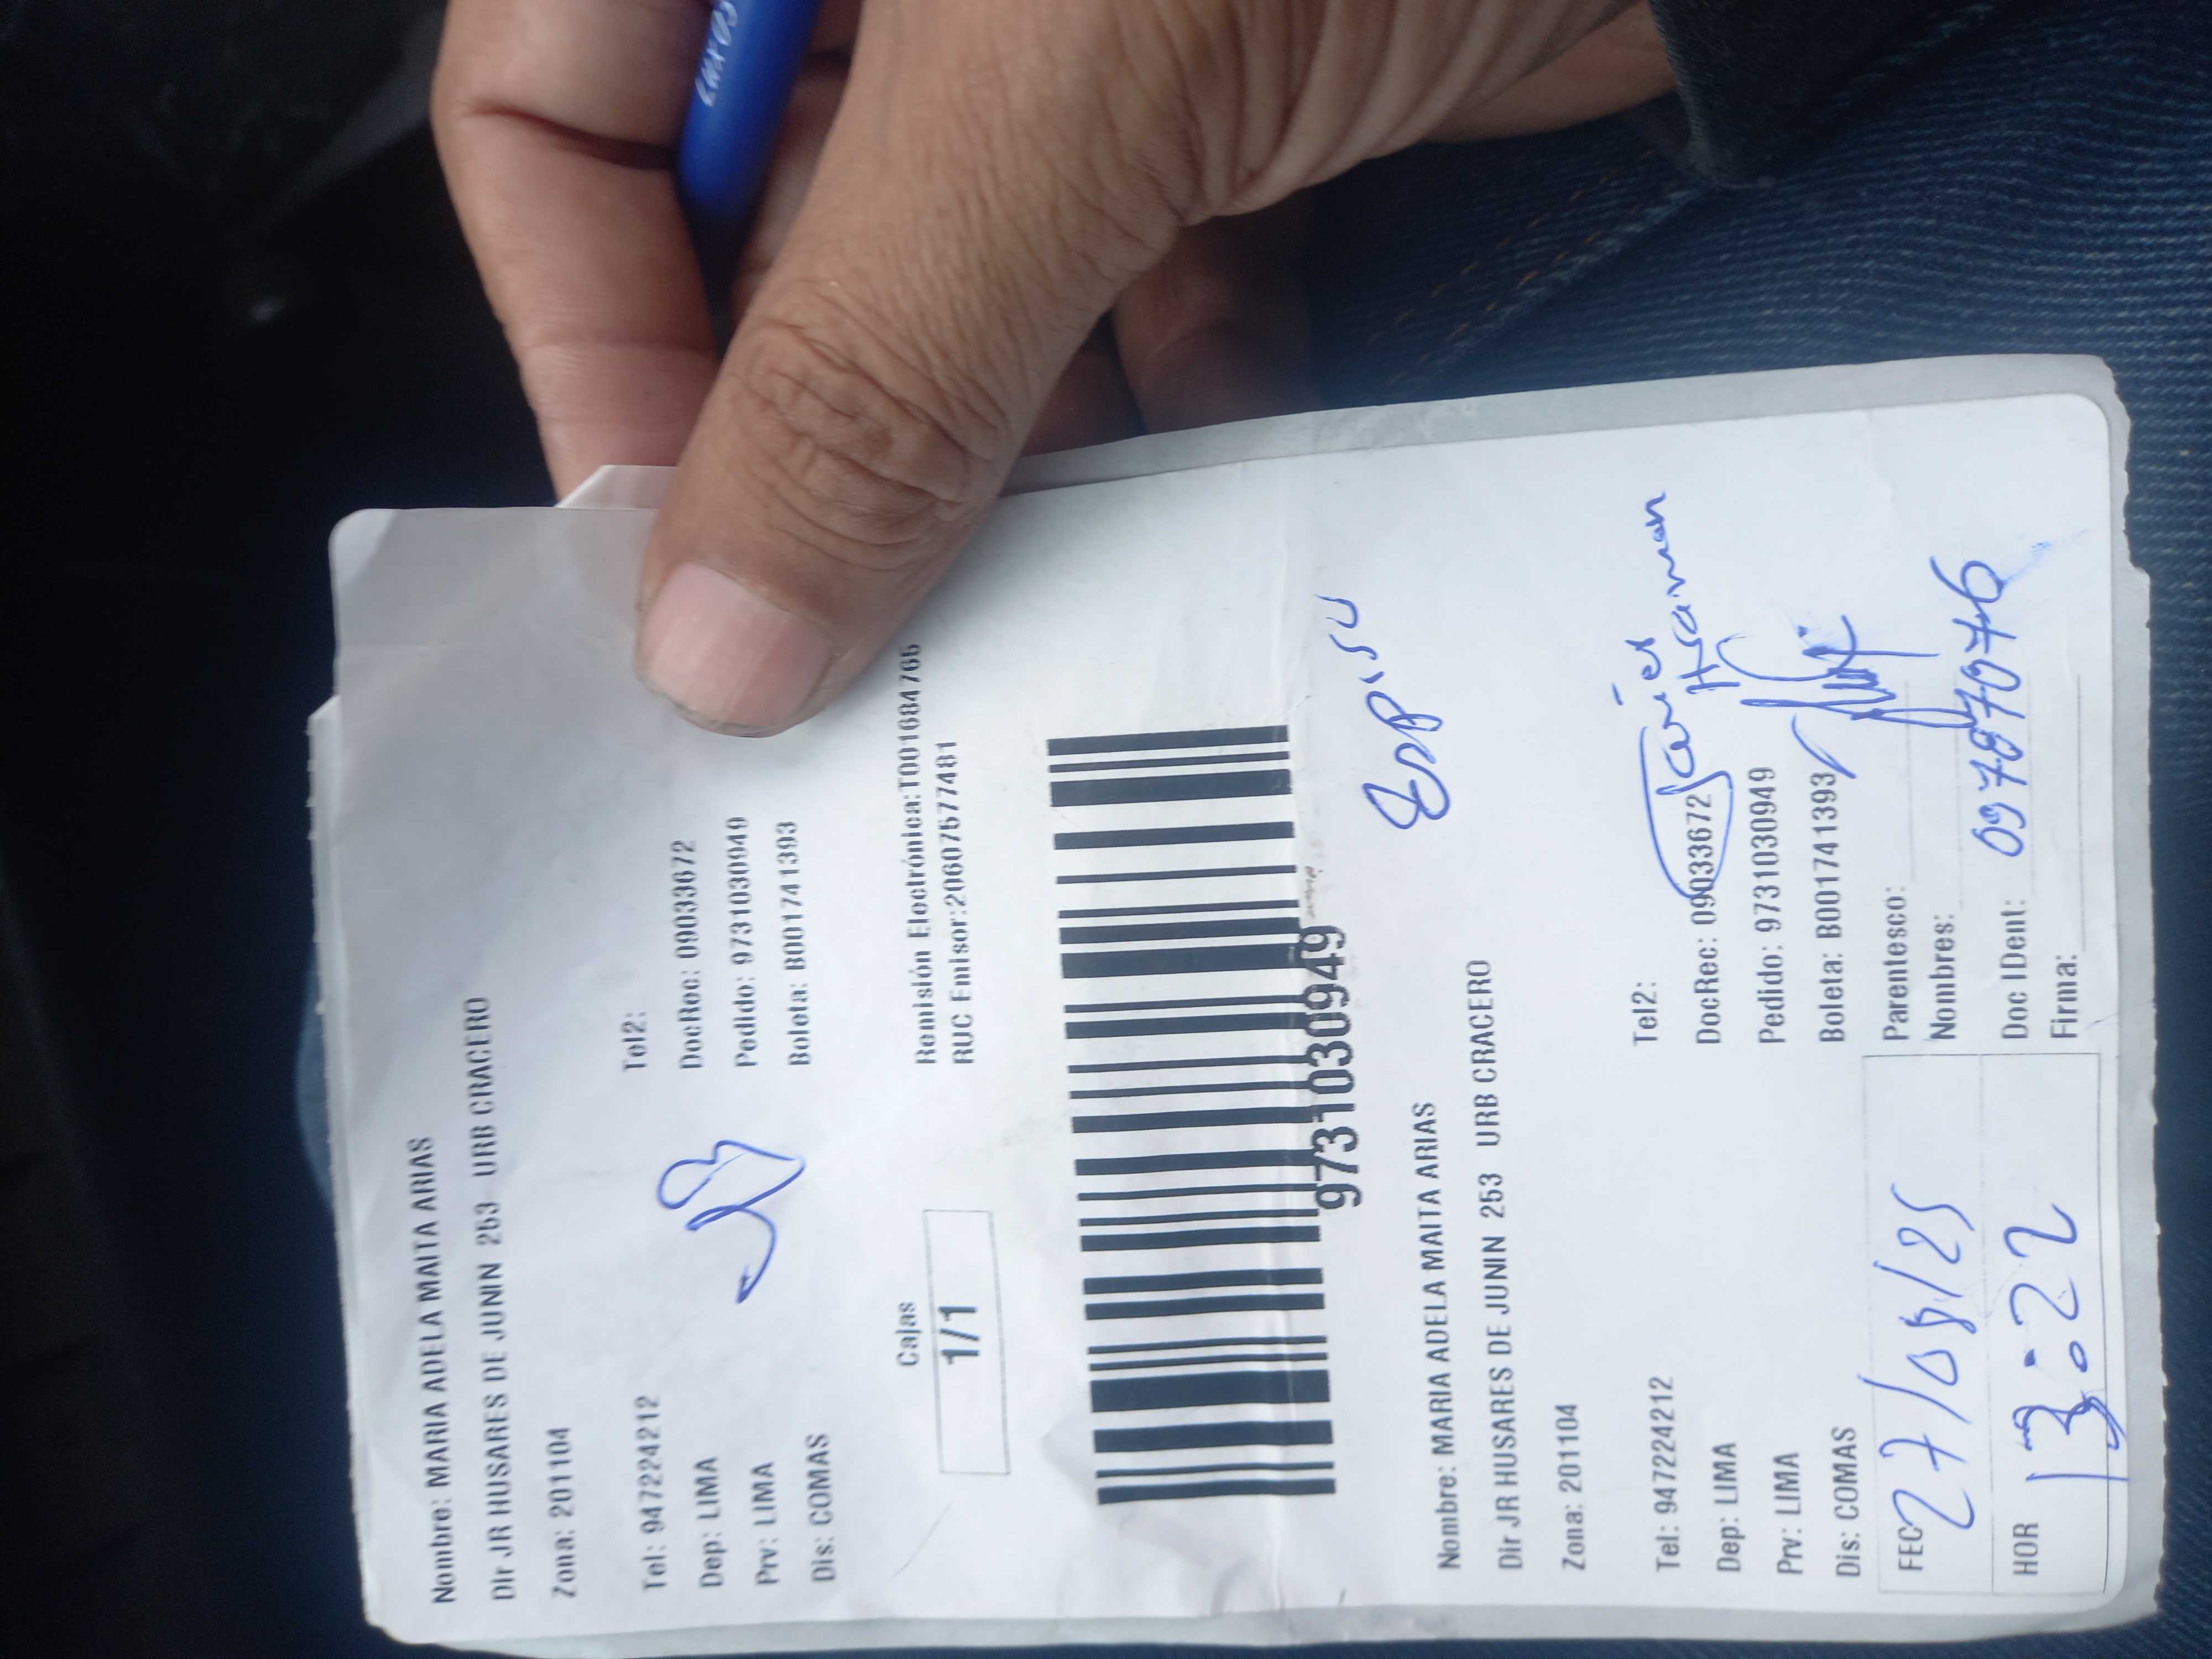 Nombre: MARIA ADELA MAITA ARIAS
Dir JR HUSARES DE JUNIN 253 URB CRACERO
Zona: 201104
Tel: 947224212 Tel2:
Dep: LIMA DocRec: 09033672
Prv: LIMA Pedido: 9731030949
Dis: COMAS Boleta: B001741393
Cajas Remisión Electrónica:T001684765
1/1 RUC Emisor:20607577481
9731030949
Esposo
Nombre: MARIA ADELA MAITA ARIAS
Dir JR HUSARES DE JUNIN 253 URB CRACERO
Zona: 201104
Tel: 947224212 Tel2:
Dep: LIMA DocRec: 09033672 Javier
Huaman
Prv: LIMA Pedido: 9731030949
Dis: COMAS Boleta: B001741393
FEC 27/08/25 Parentesco:
Nombres:
HOR 13:22 Doc IDent: 09787076
Firma: